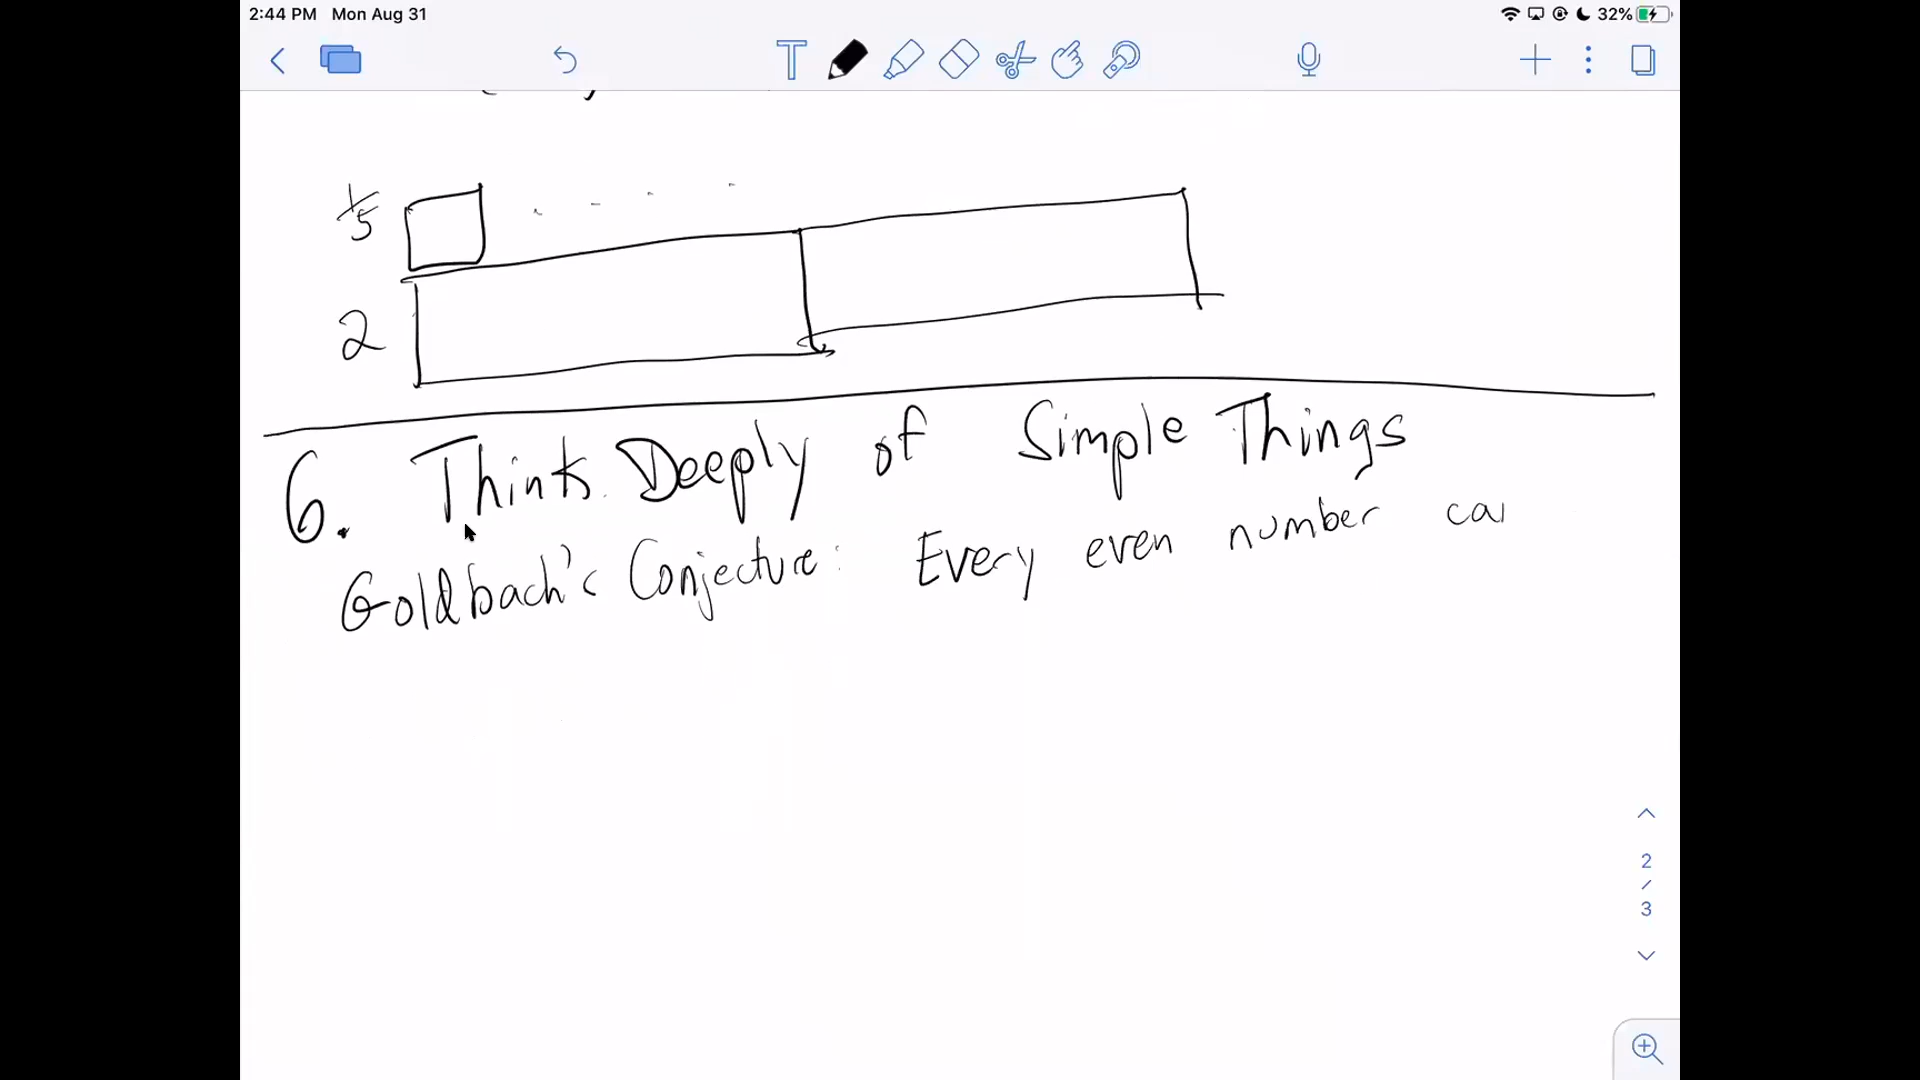 2:44 PM Mon Aug 31
32%
1/5
2
6. Think Deeply of Simple Things
Goldbach's Conjecture: Every even number
2
/
3